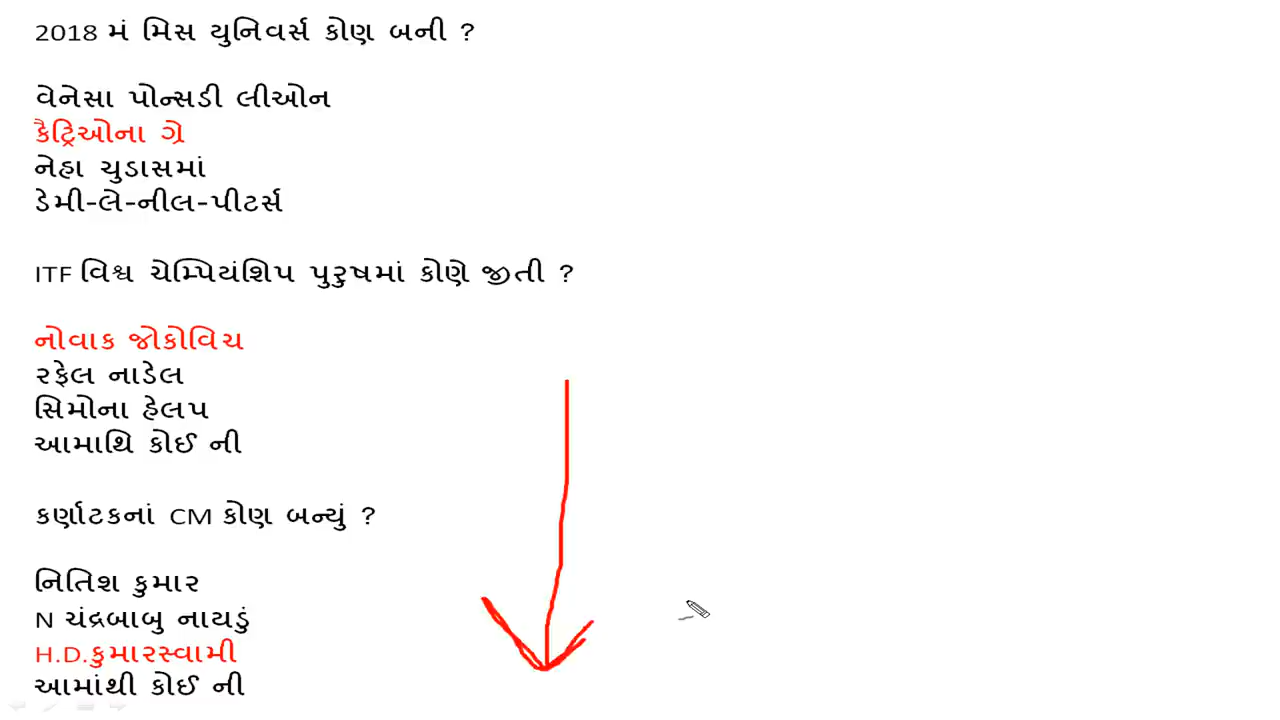 2018 મં મિસ યુનિવર્સ કોણ બની ?
વેનેસા પોન્સડી લીઓન
કૈટ્રિઓના ગ્રે
નેહા ચુડાસમાં
ડેમી-લે-નીલ-પીટર્સ
ITF વિશ્વ ચેમ્પિયંશિપ પુરુષમાં કોણે જીતી ?
નોવાક જોકોવિચ
રફેલ નાડેલ
સિમોના હેલપ
આમાથિ કોઈ ની
કર્ણાટકનાં CM કોણ બન્યું ?
નિતિશ કુમાર
N ચંદ્રબાબુ નાયડું
H.D.કુમારસ્વામી
આમાંથી કોઈ ની